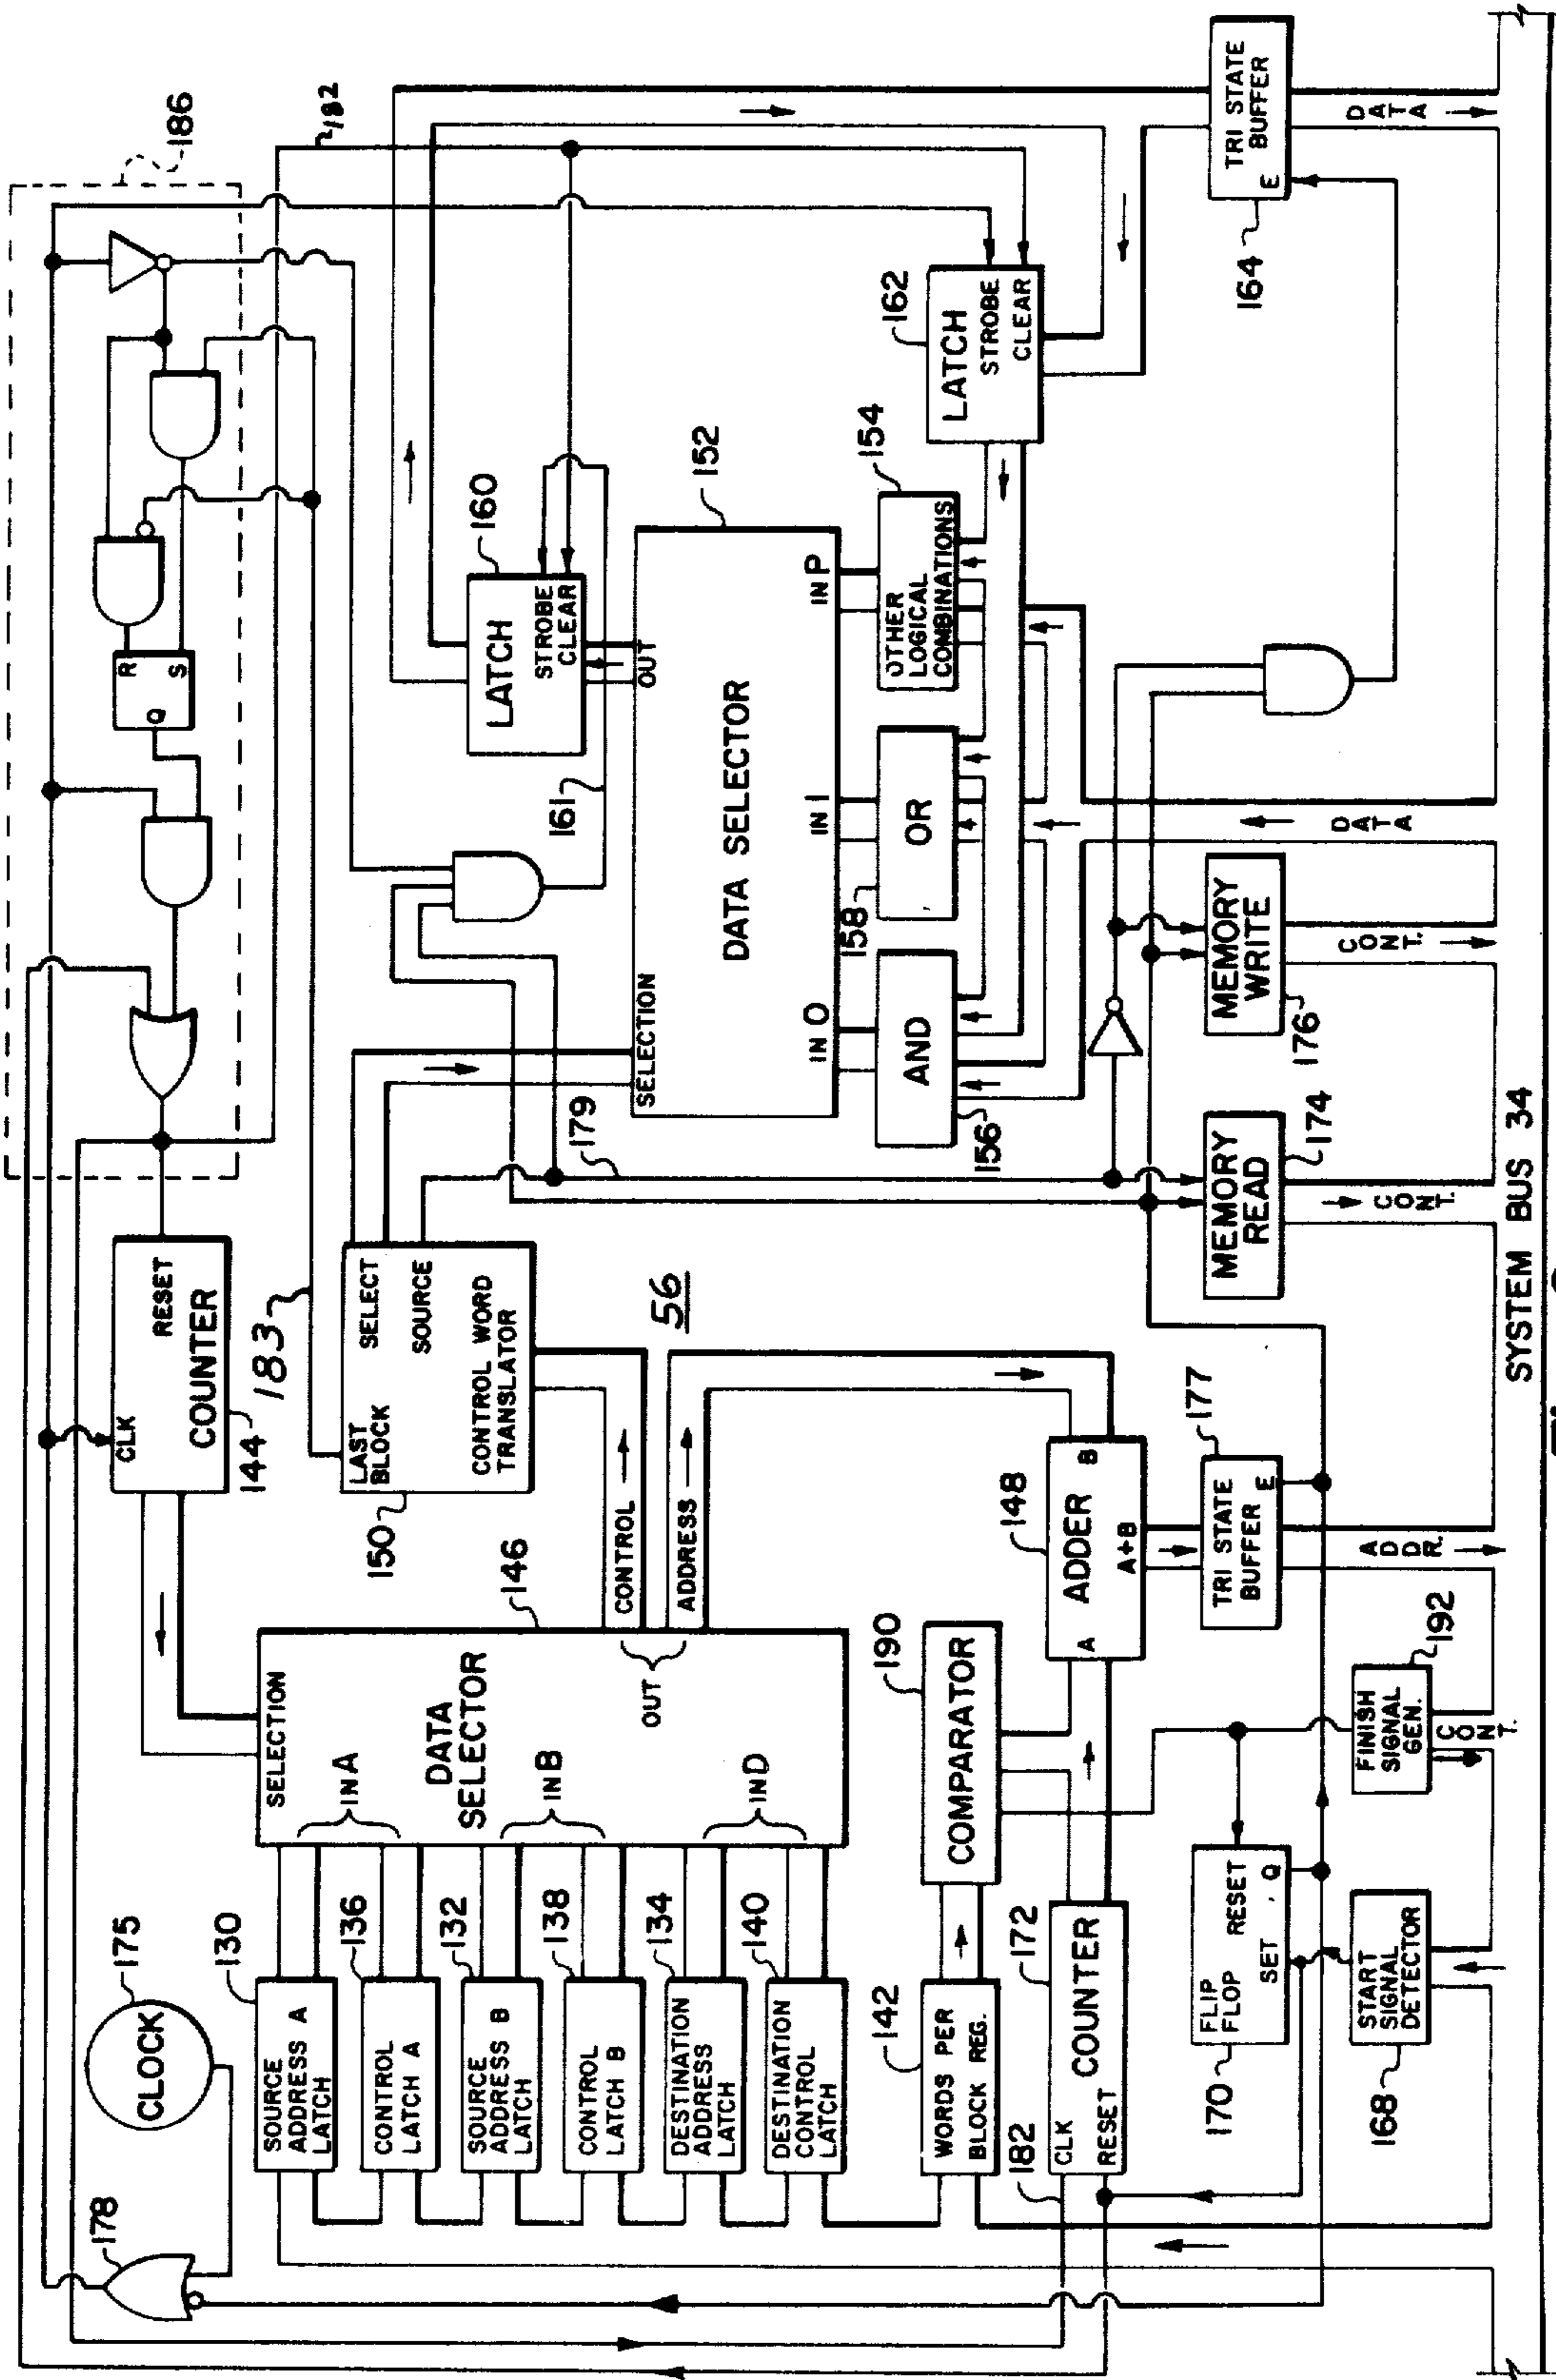 186
182
175
CLOCK
178
CLK
RESET
COUNTER
144
183
R
S
Q
130
SOURCE
ADDRESS A
LATCH
136
CONTROL
LATCH A
132
SOURCE
ADDRESS B
LATCH
138
CONTROL
LATCH B
134
DESTINATION
ADDRESS
LATCH
140
DESTINATION
CONTROL
LATCH
SELECTION
IN A
DATA
SELECTOR
IN B
OUT
IN D
146
CONTROL
ADDRESS
150
LAST
BLOCK
SELECT
SOURCE
CONTROL WORD
TRANSLATOR
56
179
161
160
LATCH
STROBE
CLEAR
OUT
152
SELECTION
DATA SELECTOR
IN O
IN I
IN P
AND
156
OR
158
OTHER
LOGICAL
COMBINATIONS
154
162
LATCH
STROBE
CLEAR
164
TRI STATE
BUFFER
E
DATA
142
WORDS PER
BLOCK REG.
190
COMPARATOR
172
COUNTER
182
CLK
RESET
148
ADDER
A
B
A+B
177
TRI STATE
BUFFER
E
ADDR.
170
FLIP
FLOP
RESET
SET
Q
168
START
SIGNAL
DETECTOR
192
FINISH
SIGNAL
GEN.
CONT.
MEMORY
READ
174
CONT.
MEMORY
WRITE
176
CONT.
DATA
SYSTEM BUS 34